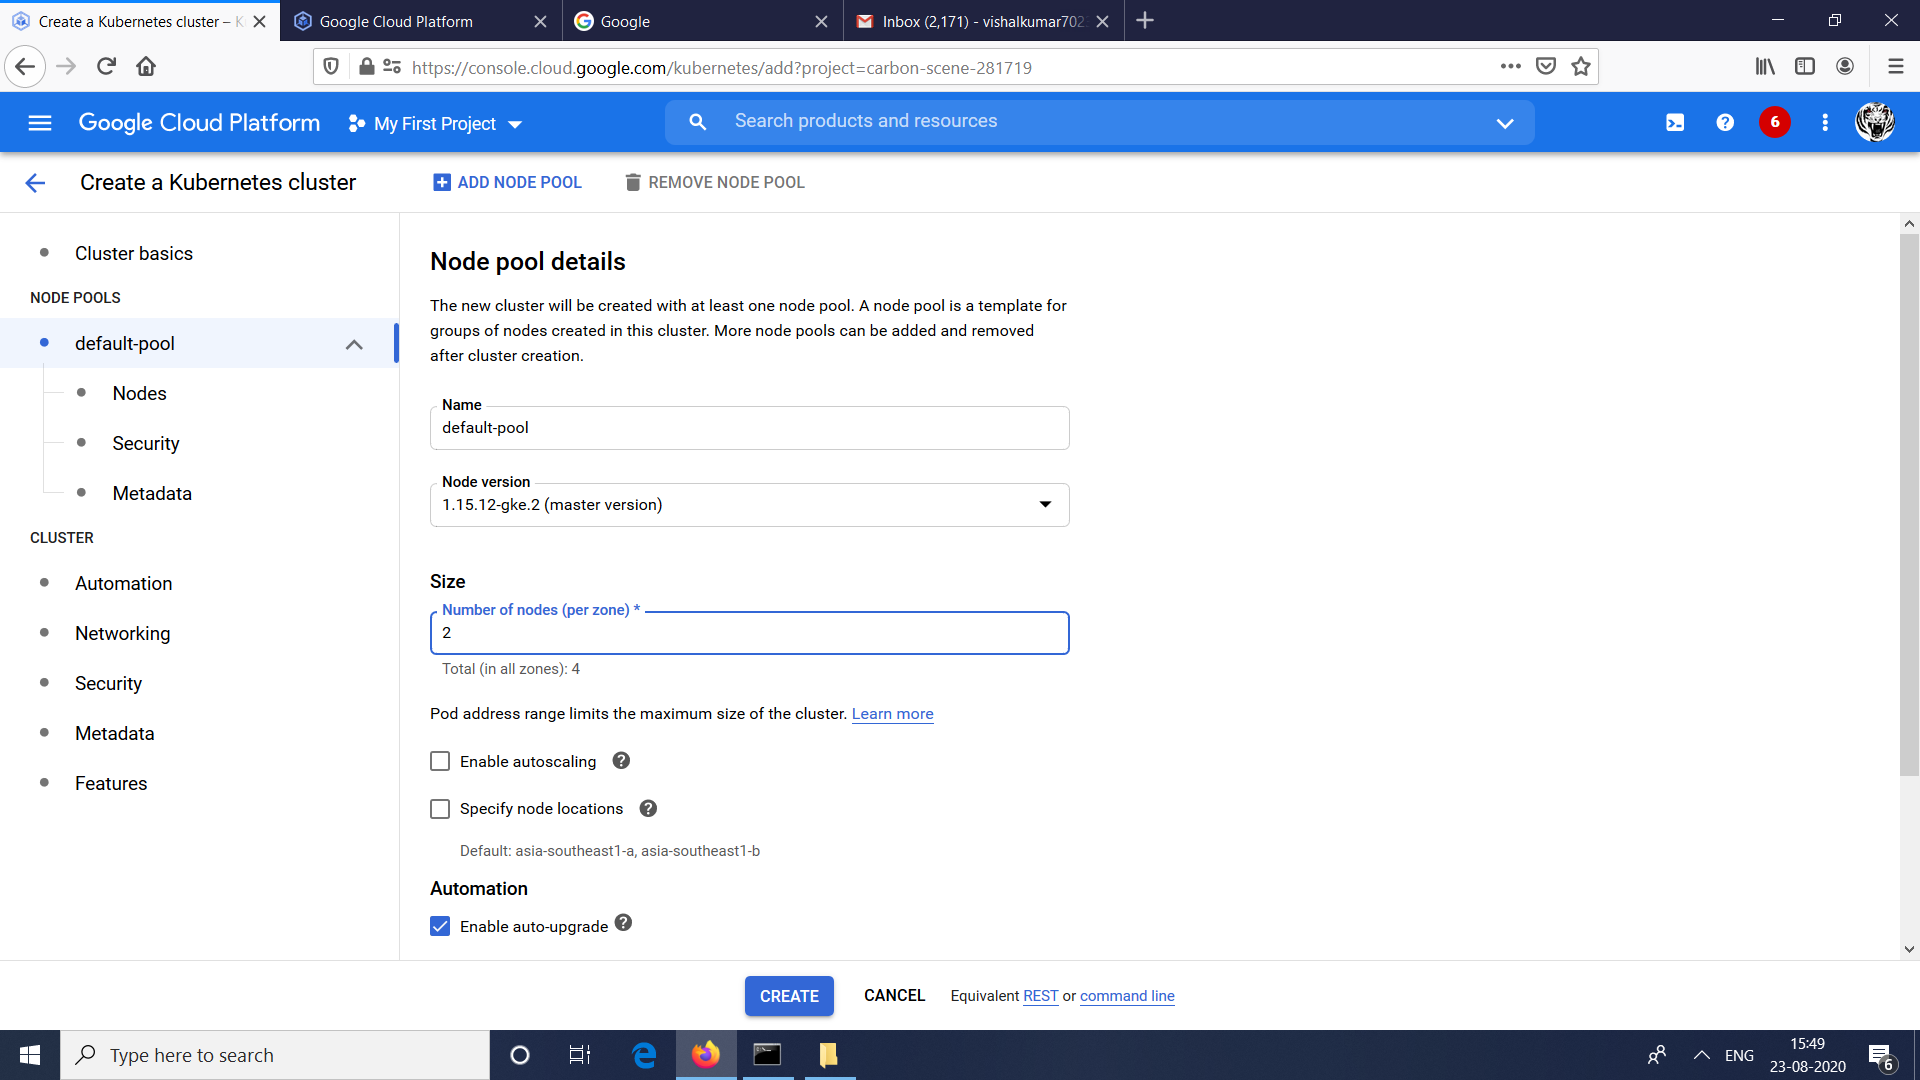 Create a Kubernetes cluster – K
Google Cloud Platform
Google
Inbox (2,171) - vishalkumar702
https://console.cloud.google.com/kubernetes/add?project=carbon-scene-281719
Google Cloud Platform
My First Project
Search products and resources
6
Create a Kubernetes cluster
ADD NODE POOL
REMOVE NODE POOL
Cluster basics
NODE POOLS
default-pool
Nodes
Security
Metadata
CLUSTER
Automation
Networking
Security
Metadata
Features
Node pool details
The new cluster will be created with at least one node pool. A node pool is a template for
groups of nodes created in this cluster. More node pools can be added and removed
after cluster creation.
Name
default-pool
Node version
1.15.12-gke.2 (master version)
Size
Number of nodes (per zone) *
2
Total (in all zones): 4
Pod address range limits the maximum size of the cluster. Learn more
Enable autoscaling
Specify node locations
Default: asia-southeast1-a, asia-southeast1-b
Automation
Enable auto-upgrade
CREATE
CANCEL
Equivalent REST or command line
Type here to search
ENG
15:49
23-08-2020
6